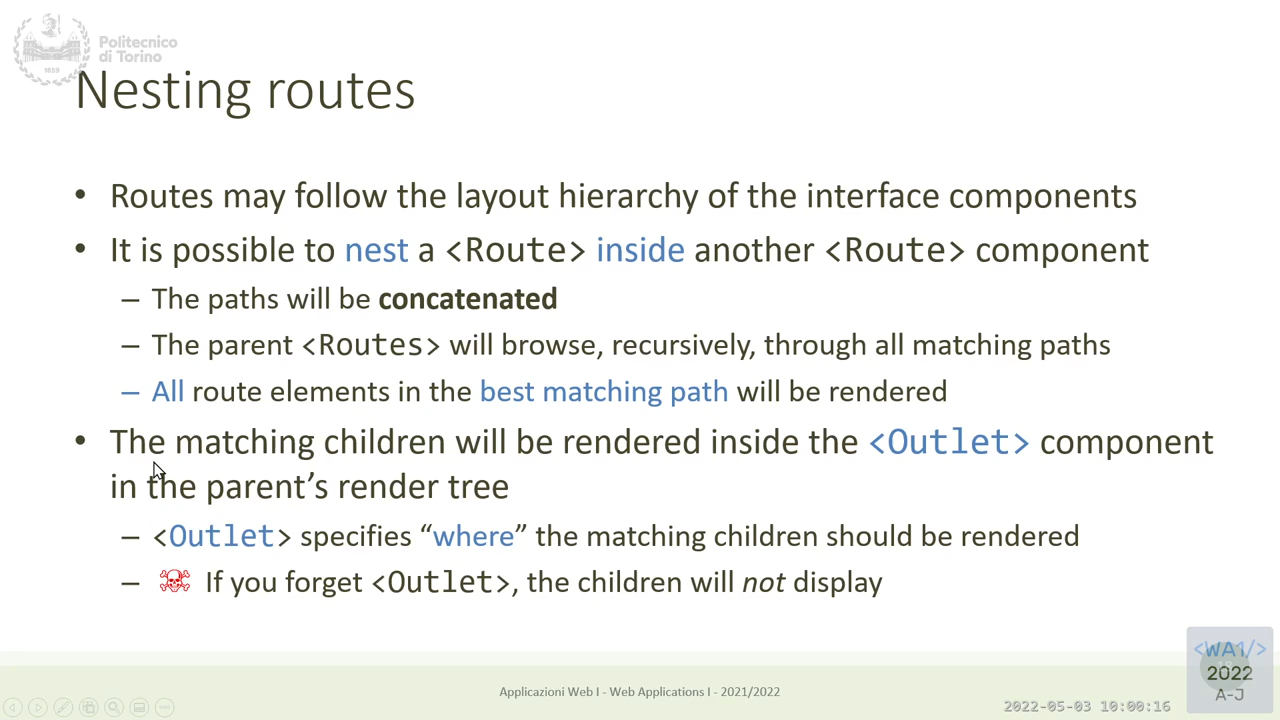 Politecnico
di Torino
1859
Nesting routes
• Routes may follow the layout hierarchy of the interface components
• It is possible to nest a <Route> inside another <Route> component
– The paths will be concatenated
– The parent <Routes> will browse, recursively, through all matching paths
– All route elements in the best matching path will be rendered
• The matching children will be rendered inside the <Outlet> component
in the parent’s render tree
– <Outlet> specifies “where” the matching children should be rendered
– ☠ If you forget <Outlet>, the children will not display
Applicazioni Web I - Web Applications I - 2021/2022
<WA1/>
2022
A-J
2022-05-03 10:00:16